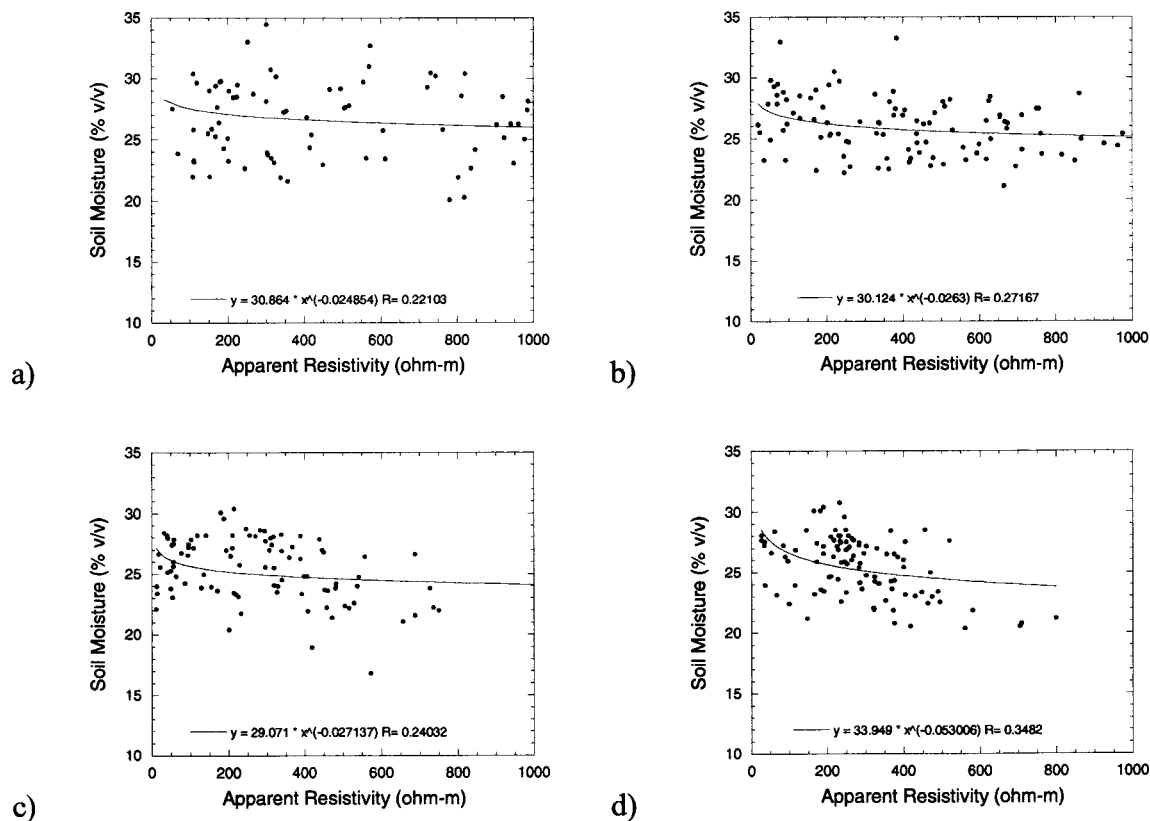 35
30
25
20
15
10
Soil Moisture (% v/v)
y = 30.864 * x^(-0.024854) R= 0.22103
0 200 400 600 800 1000
Apparent Resistivity (ohm-m)
a)
35
30
25
20
15
10
Soil Moisture (% v/v)
y = 30.124 * x^(-0.0263) R= 0.27167
0 200 400 600 800 1000
Apparent Resistivity (ohm-m)
b)
35
30
25
20
15
10
Soil Moisture (% v/v)
y = 29.071 * x^(-0.027137) R= 0.24032
0 200 400 600 800 1000
Apparent Resistivity (ohm-m)
c)
35
30
25
20
15
10
Soil Moisture (% v/v)
y = 33.949 * x^(-0.053006) R= 0.3482
0 200 400 600 800 1000
Apparent Resistivity (ohm-m)
d)